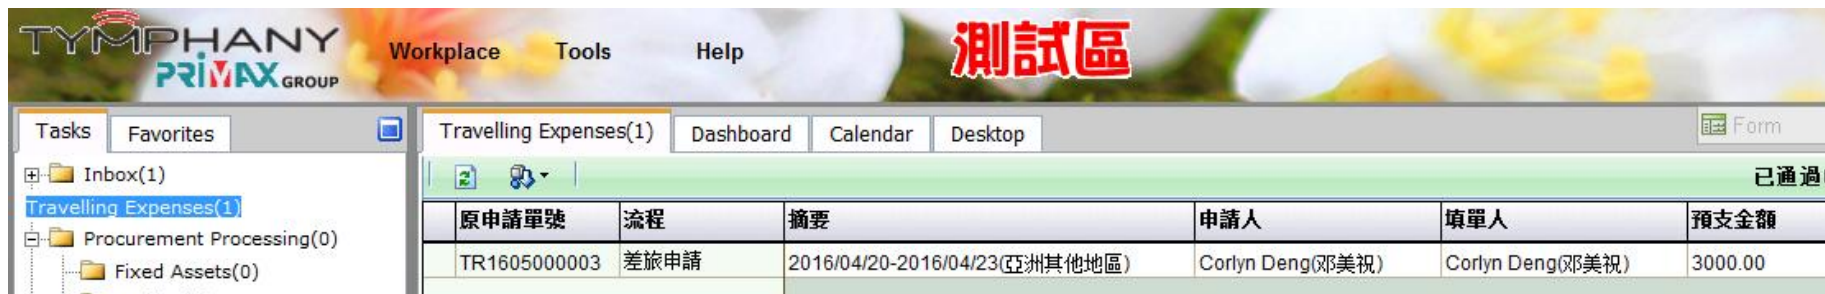 TYMPHANY
PRIMAX GROUP
Workplace Tools Help
測試區
Tasks Favorites
Travelling Expenses(1) Dashboard Calendar Desktop
Form
Inbox(1)
已通過
Travelling Expenses(1)
原申請單號 流程 摘要 申請人 填單人 預支金額
Procurement Processing(0)
TR1605000003 差旅申請 2016/04/20-2016/04/23(亞洲其他地區) Corlyn Deng(邓美祝) Corlyn Deng(邓美祝) 3000.00
Fixed Assets(0)